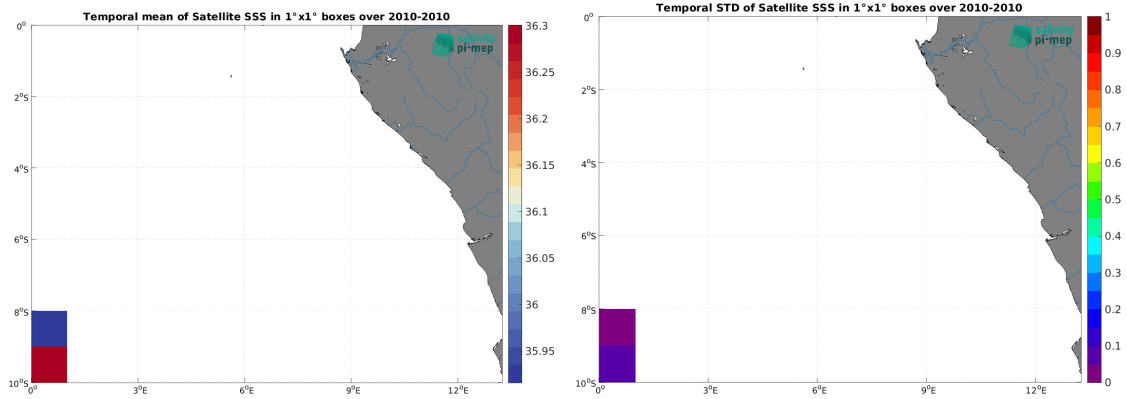 Temporal mean of Satellite SSS in 1°x1° boxes over 2010-2010
0°
2°S
4°S
6°S
8°S
10°S
0°
3°E
6°E
9°E
12°E
salinity
pi-mep
36.3
36.25
36.2
36.15
36.1
36.05
36
35.95
Temporal STD of Satellite SSS in 1°x1° boxes over 2010-2010
0°
2°S
4°S
6°S
8°S
10°S
0°
3°E
6°E
9°E
12°E
salinity
pi-mep
1
0.9
0.8
0.7
0.6
0.5
0.4
0.3
0.2
0.1
0